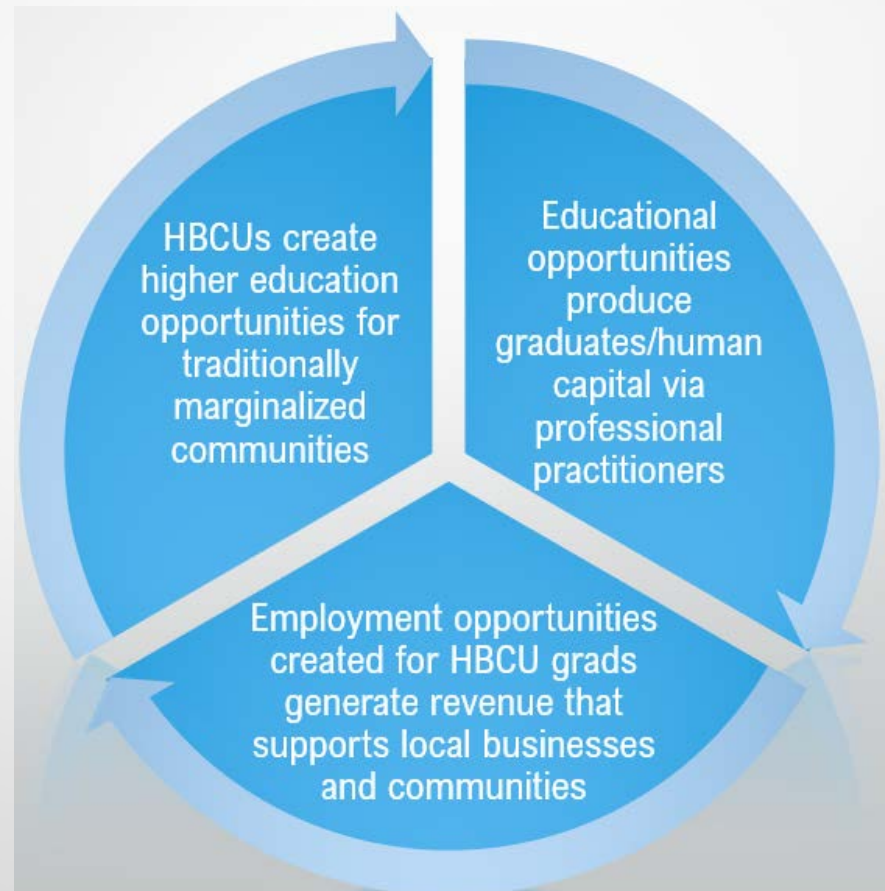 HBCUs create
higher education
opportunities for
traditionally
marginalized
communities
Educational
opportunities
produce
graduates/human
capital via
professional
practitioners
Employment opportunities
created for HBCU grads
generate revenue that
supports local businesses
and communities